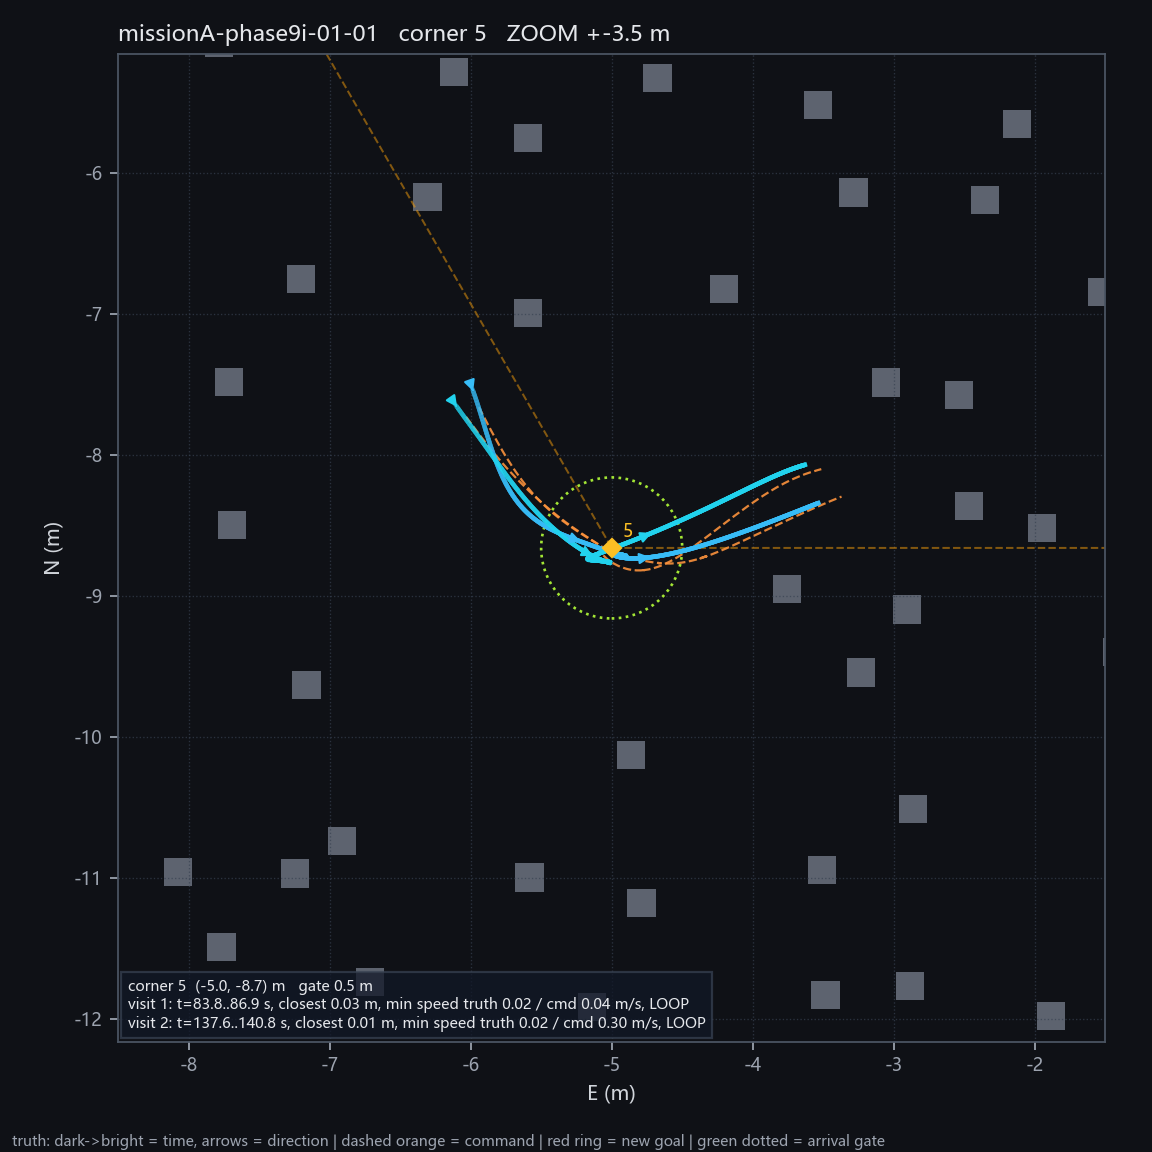 missionA-phase9i-01-01   corner 5   ZOOM +-3.5 m
N (m)
-6
-7
-8
-9
-10
-11
-12
5
corner 5  (-5.0, -8.7) m   gate 0.5 m
visit 1: t=83.8..86.9 s, closest 0.03 m, min speed truth 0.02 / cmd 0.04 m/s, LOOP
visit 2: t=137.6..140.8 s, closest 0.01 m, min speed truth 0.02 / cmd 0.30 m/s, LOOP
-8 -7 -6 -5 -4 -3 -2
E (m)
truth: dark->bright = time, arrows = direction | dashed orange = command | red ring = new goal | green dotted = arrival gate